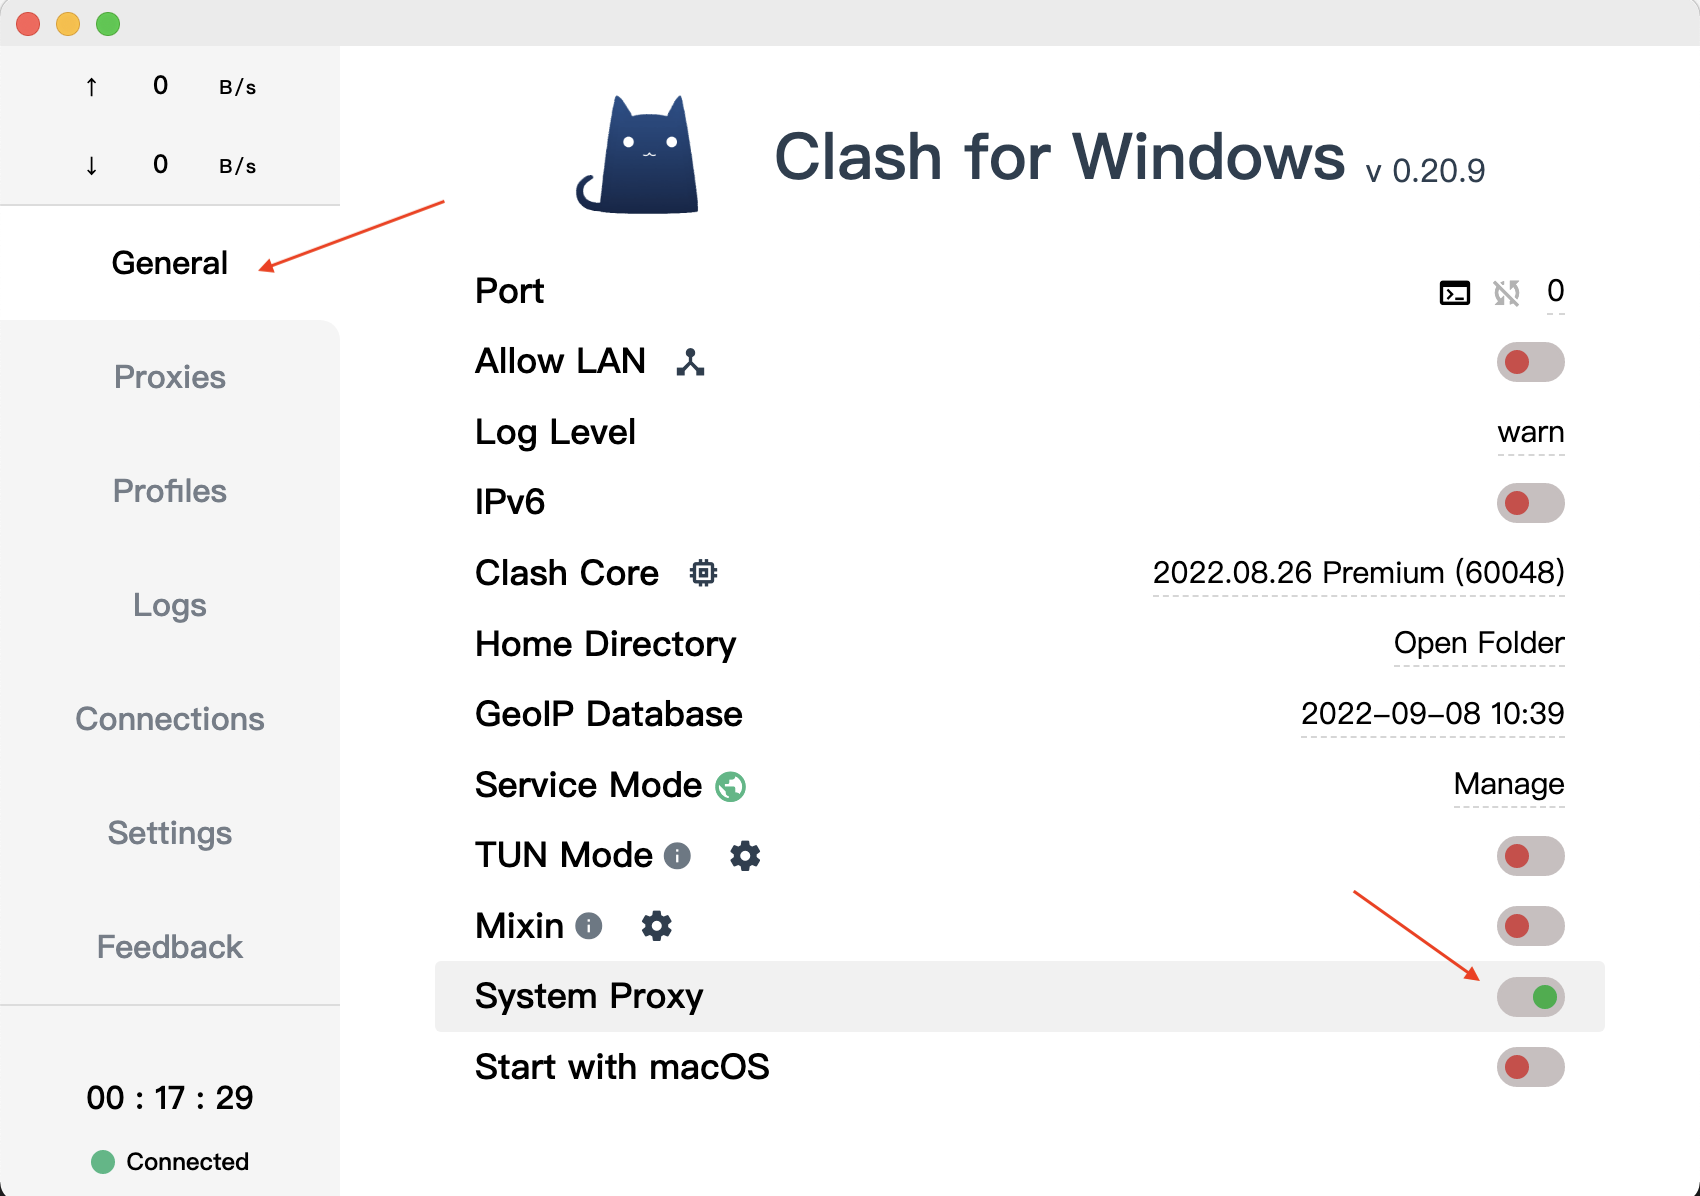 ↑ 0 B/s
↓ 0 B/s
General
Proxies
Profiles
Logs
Connections
Settings
Feedback
00 : 17 : 29
Connected
Clash for Windows v 0.20.9
Port 0
Allow LAN
Log Level warn
IPv6
Clash Core 2022.08.26 Premium (60048)
Home Directory Open Folder
GeoIP Database 2022-09-08 10:39
Service Mode Manage
TUN Mode
Mixin
System Proxy
Start with macOS